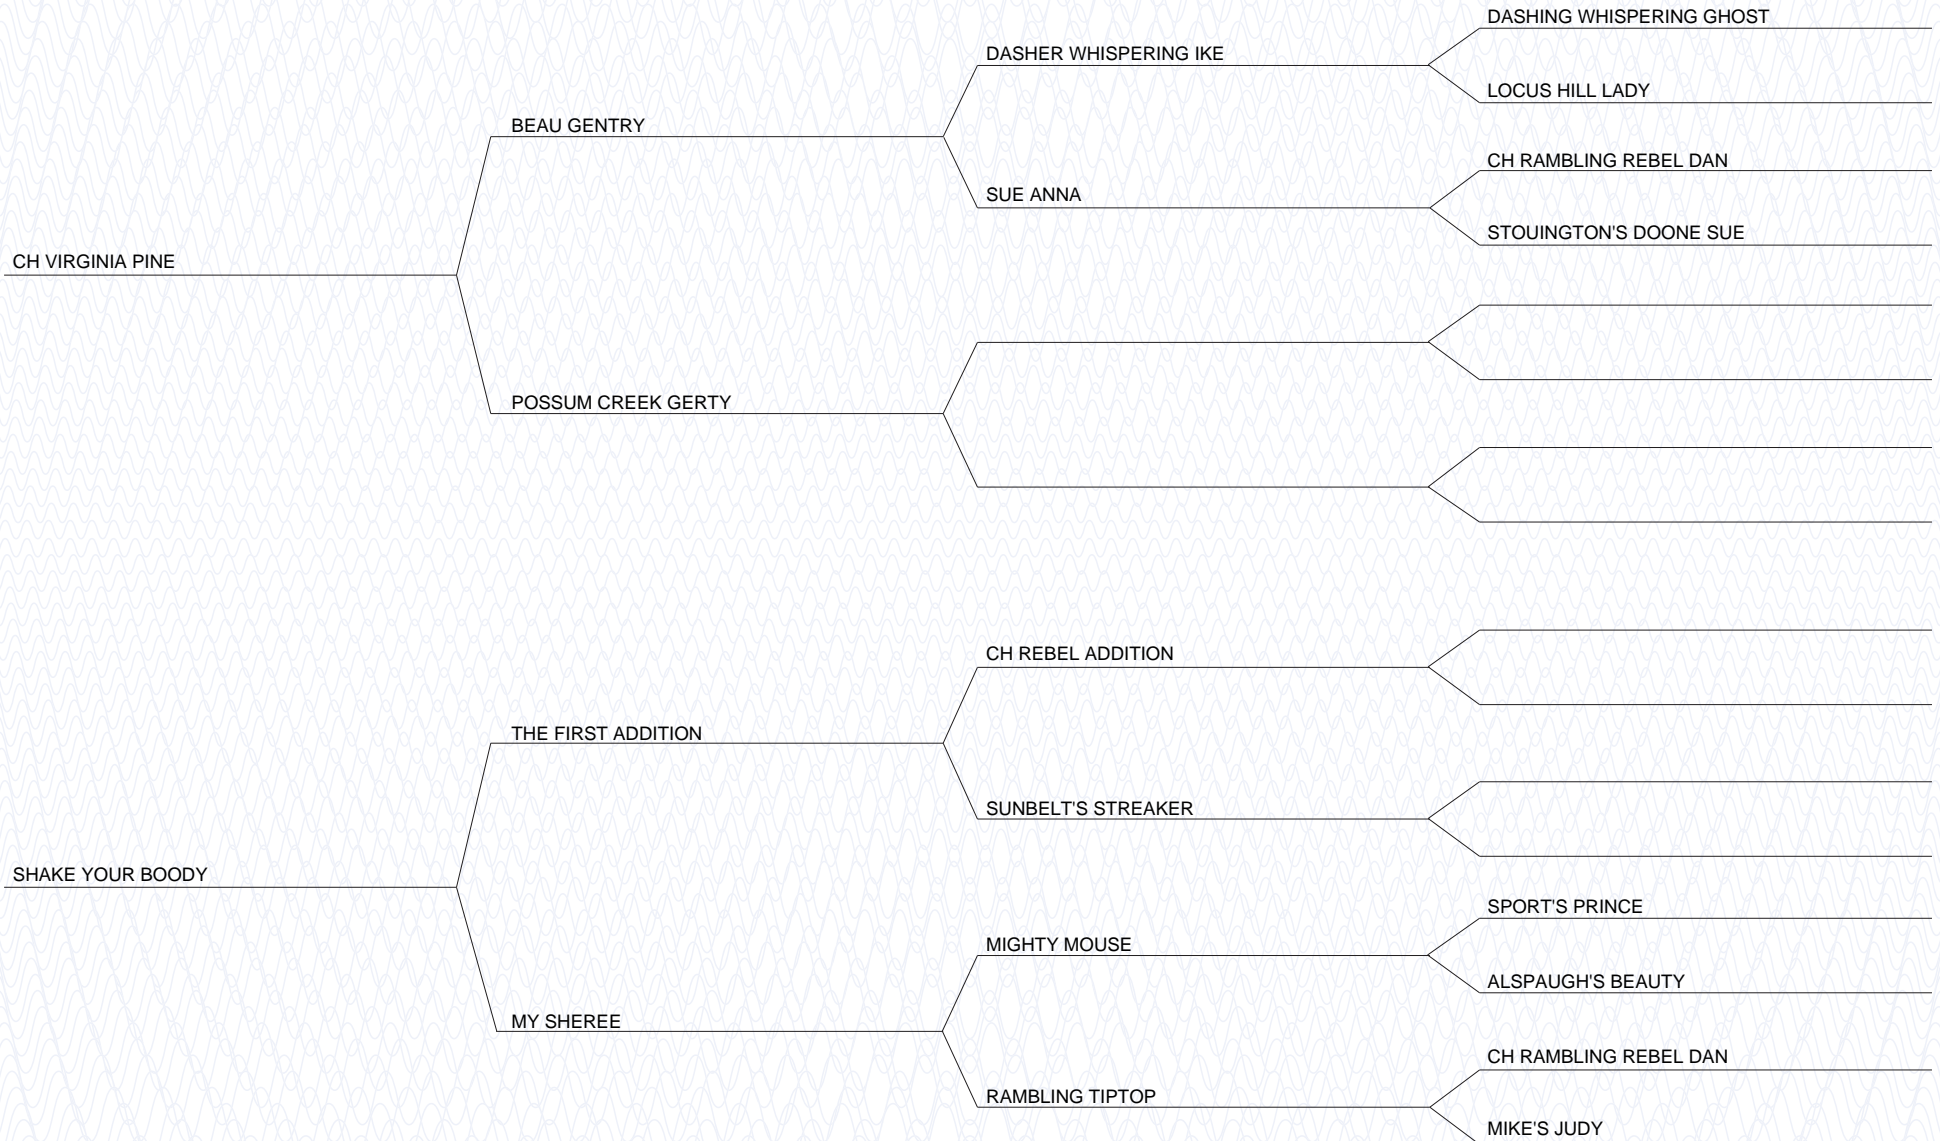 DASHING WHISPERING GHOST
DASHER WHISPERING IKE
LOCUS HILL LADY
BEAU GENTRY
CH RAMBLING REBEL DAN
SUE ANNA
STOUINGTON'S DOONE SUE
CH VIRGINIA PINE
POSSUM CREEK GERTY
CH REBEL ADDITION
THE FIRST ADDITION
SUNBELT'S STREAKER
SHAKE YOUR BOODY
SPORT'S PRINCE
MIGHTY MOUSE
ALSPAUGH'S BEAUTY
MY SHEREE
CH RAMBLING REBEL DAN
RAMBLING TIPTOP
MIKE'S JUDY